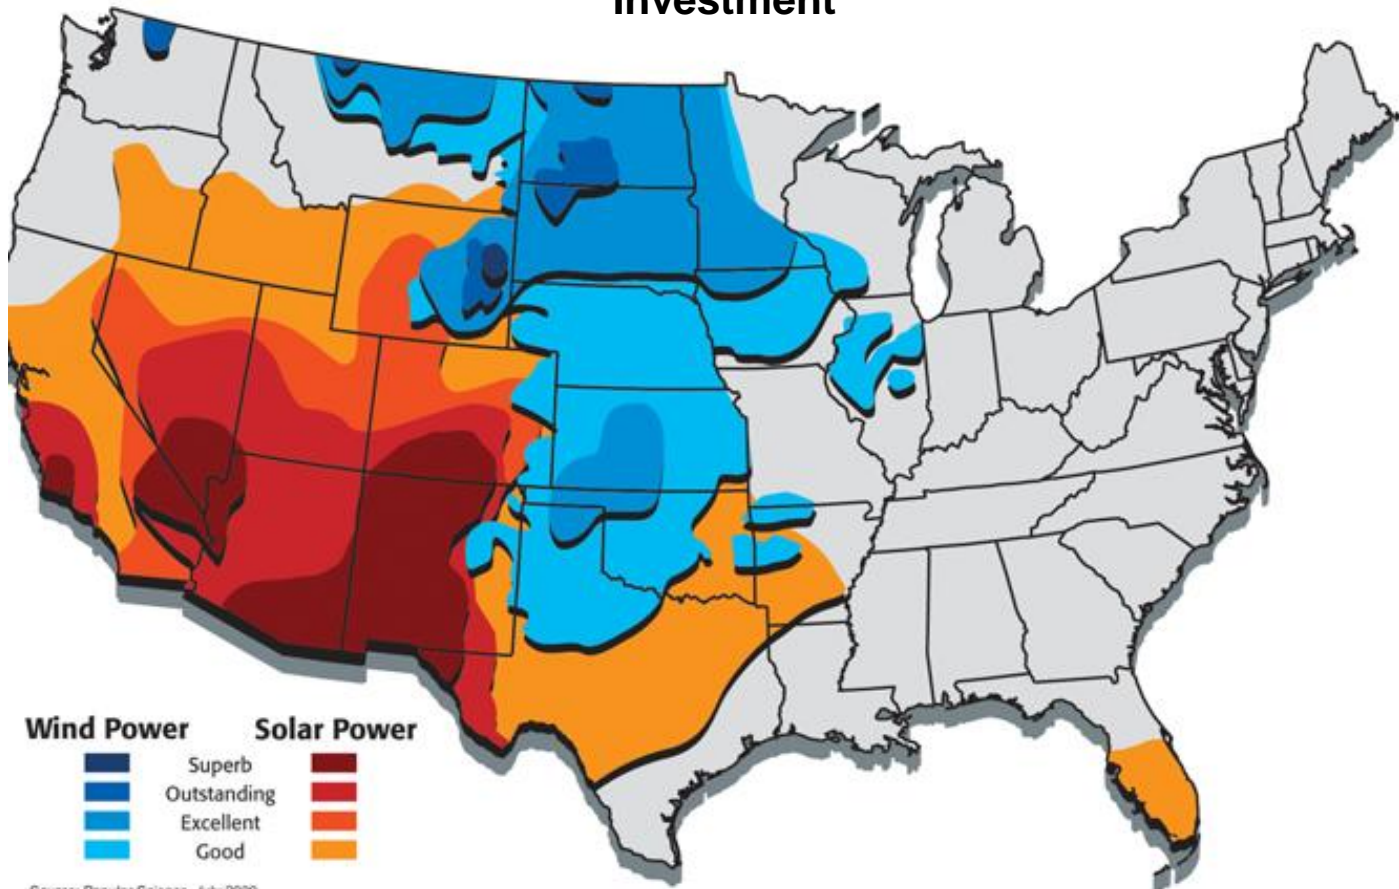 Investment
Wind Power Solar Power
Superb
Outstanding
Excellent
Good